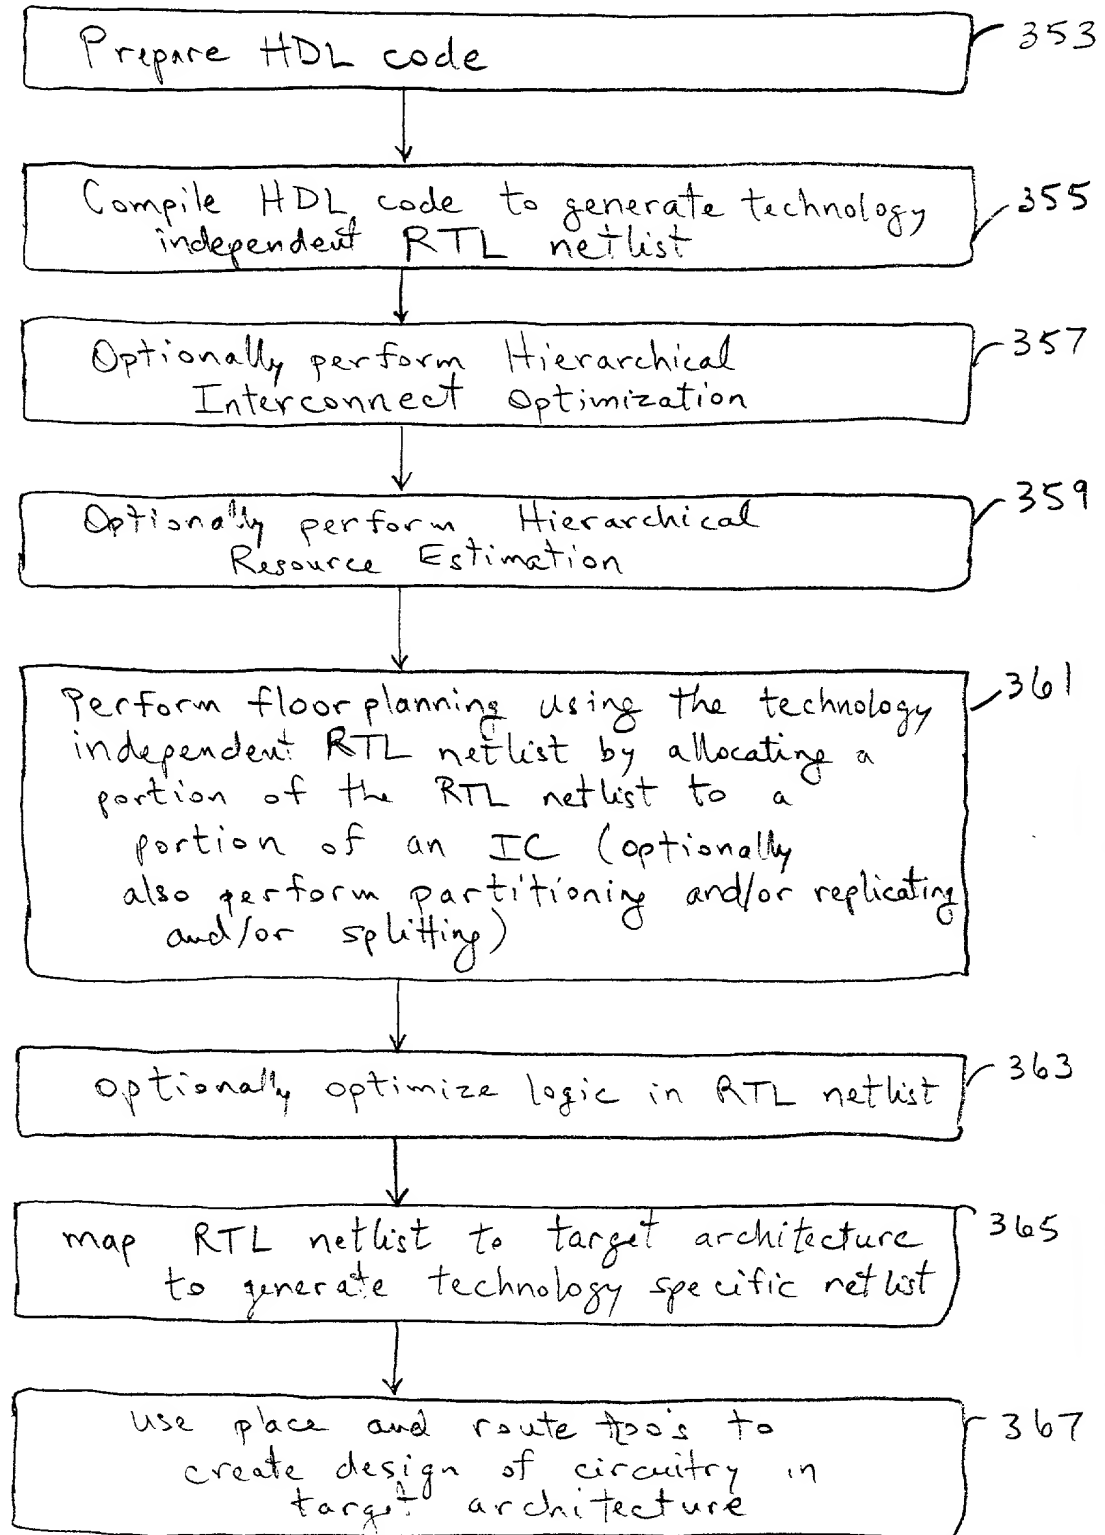 Prepare HDL code
353
Compile HDL code to generate technology
independent RTL netlist
355
Optionally perform Hierarchical
Interconnect Optimization
357
Optionally perform Hierarchical
Resource Estimation
359
Perform floor planning using the technology
independent RTL netlist by allocating a
portion of the RTL netlist to a
portion of an IC (optionally
also perform partitioning and/or replicating
and/or splitting)
361
optionally optimize logic in RTL netlist
363
map RTL netlist to target architecture
to generate technology specific netlist
365
use place and route to
create design of circuitry in
target architecture
367